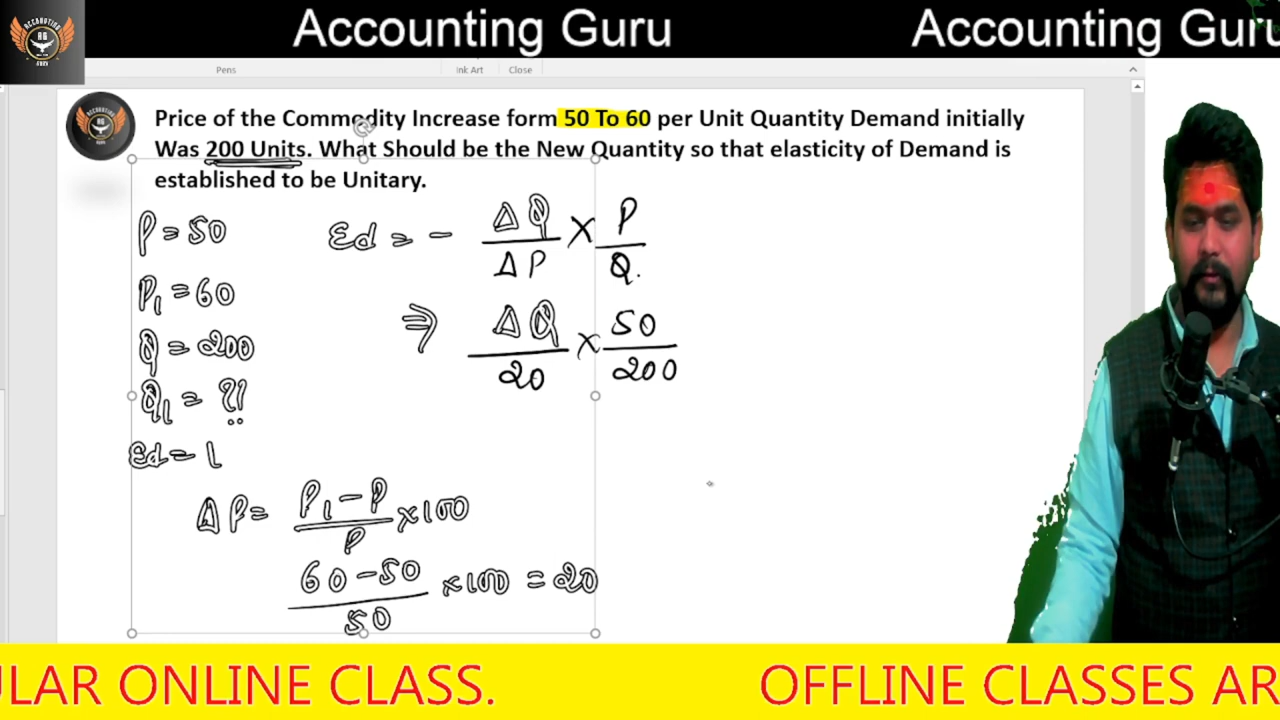 Accounting Guru Accounting Guru
Pens Ink Art Close
Price of the Commedity Increase form 50 To 60 per Unit Quantity Demand initially
Was 200 Units. What Should be the New Quantity so that elasticity of Demand is
established to be Unitary.
P = 50
P₁ = 60
Q = 200
Q₁ = ??
Ed = 1
Ed = - ΔQ/ΔP × P/Q.
⇒ ΔQ/20 × 50/200
ΔP = P₁-P/P ×100
60-50/50 ×100 = 20
ULAR ONLINE CLASS. OFFLINE CLASSES AR